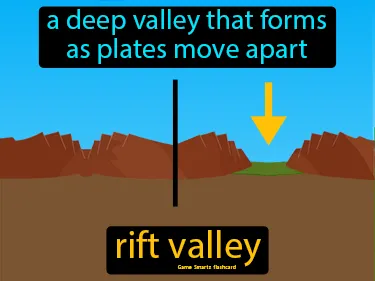 a deep valley that forms
as plates move apart
rift valley
Game Smartz flashcard